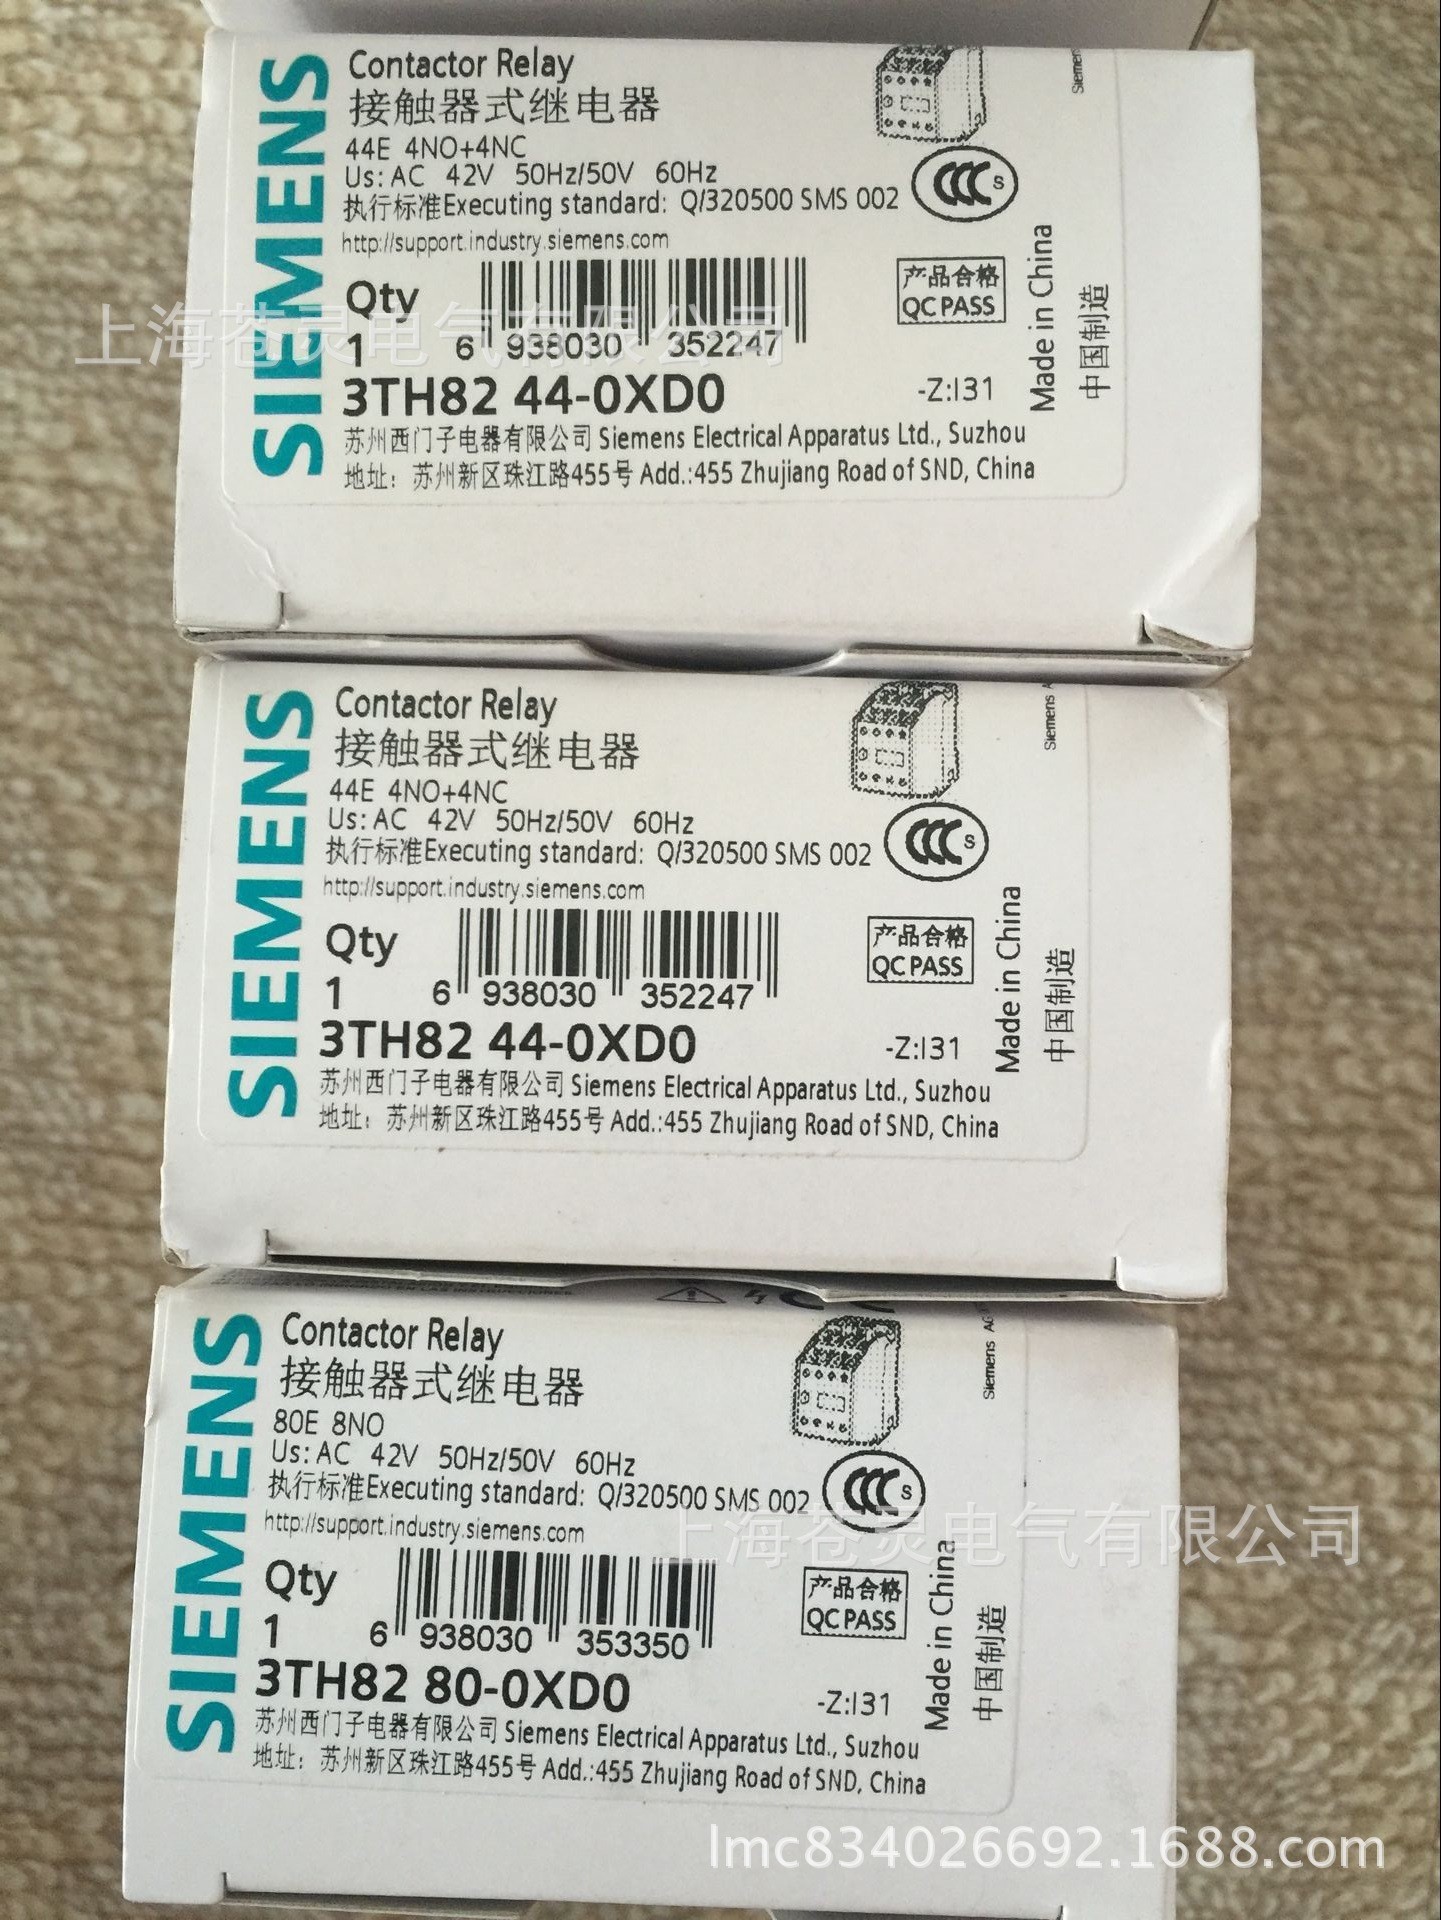 SIEMENS
Contactor Relay
接触器式继电器
44E 4NO+4NC
Us: AC 42V 50Hz/50V 60Hz
执行标准Executing standard: Q/320500 SMS 002
http://support.industry.siemens.com
CCC S
Siemens
Qty
1
6 938030 352247
产品合格
QC PASS
Made in China
中国制造
3TH82 44-0XD0
-Z:I31
苏州西门子电器有限公司 Siemens Electrical Apparatus Ltd., Suzhou
地址：苏州新区珠江路455号 Add.:455 Zhujiang Road of SND, China
上海苍灵电气有限公司
SIEMENS
Contactor Relay
接触器式继电器
44E 4NO+4NC
Us: AC 42V 50Hz/50V 60Hz
执行标准Executing standard: Q/320500 SMS 002
http://support.industry.siemens.com
CCC S
Siemens A
Qty
1
6 938030 352247
产品合格
QC PASS
Made in China
中国制造
3TH82 44-0XD0
-Z:I31
苏州西门子电器有限公司 Siemens Electrical Apparatus Ltd., Suzhou
地址：苏州新区珠江路455号 Add.:455 Zhujiang Road of SND, China
SIEMENS
Contactor Relay
接触器式继电器
80E 8NO
Us: AC 42V 50Hz/50V 60Hz
执行标准Executing standard: Q/320500 SMS 002
http://support.industry.siemens.com
CCC S
Siemens AG
上海苍灵电气有限公司
Qty
1
6 938030 353350
产品合格
QC PASS
Made in China
中国制造
3TH82 80-0XD0
-Z:I31
苏州西门子电器有限公司 Siemens Electrical Apparatus Ltd., Suzhou
地址：苏州新区珠江路455号 Add.:455 Zhujiang Road of SND, China
lmc834026692.1688.com